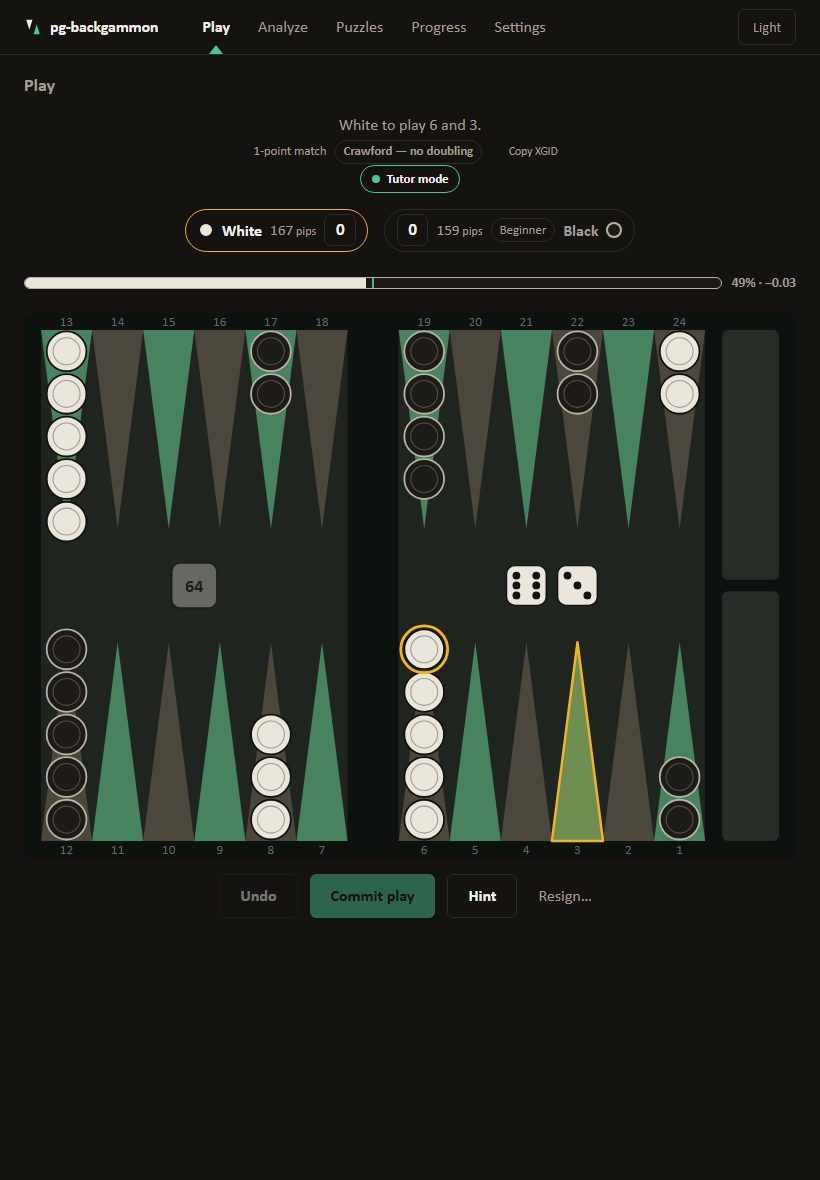 pg-backgammon Play Analyze Puzzles Progress Settings Light
Play
White to play 6 and 3.
1-point match Crawford — no doubling Copy XGID
Tutor mode
White 167 pips 0 0 159 pips Beginner Black
49% · −0.03
13 14 15 16 17 18 19 20 21 22 23 24
64
12 11 10 9 8 7 6 5 4 3 2 1
Undo Commit play Hint Resign...